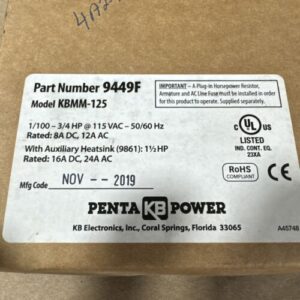 4A2
Part Number 9449F
Model KBMM-125
IMPORTANT – A Plug-In Horsepower Resistor,
Armature and AC Line Fuse must be installed in
order for this product to operate. Supplied separately.
1/100 – 3/4 HP @ 115 VAC – 50/60 Hz
Rated: 8A DC, 12A AC
With Auxiliary Heatsink (9861): 1½ HP
Rated: 16A DC, 24A AC
C UL US
LISTED
IND. CONT. EQ.
23XA
RoHS
COMPLIANT
Mfg Code NOV -- 2019
PENTA KB POWER
KB Electronics, Inc., Coral Springs, Florida 33065
A40748